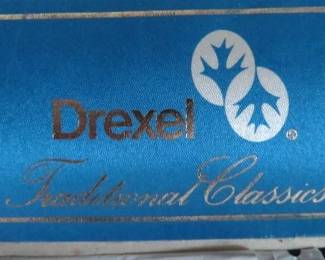 Drexel ®
Traditional Classics